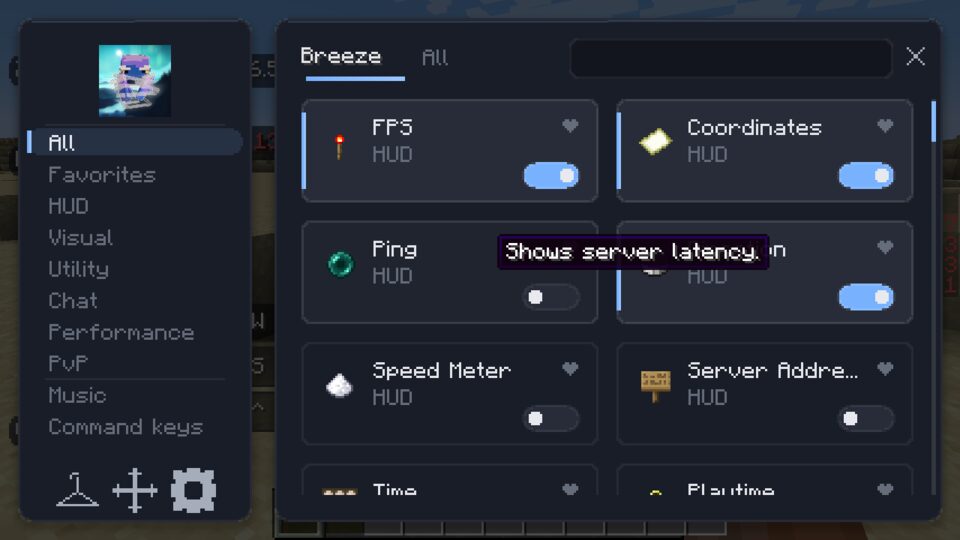 All
Favorites
HUD
Visual
Utility
Chat
Performance
PvP
Music
Command keys
Breeze
All
FPS
HUD
Coordinates
HUD
Ping
HUD
Shows server latency.
HUD
Speed Meter
HUD
Server Addre...
HUD
Time
Playtime